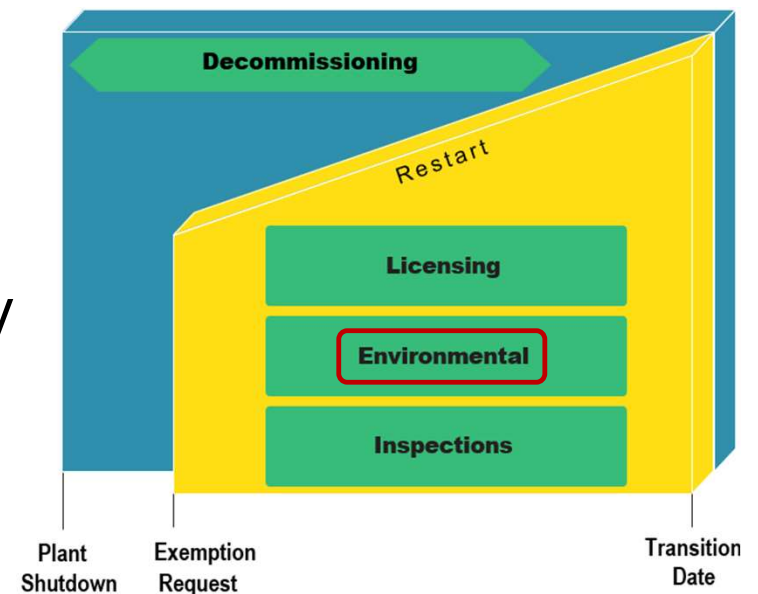 Decommissioning
Restart
Licensing
y
Environmental
Inspections
Plant
Shutdown
Exemption
Request
Transition
Date